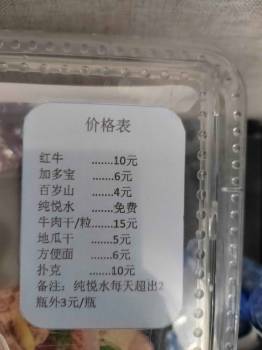 价格表
红牛 .......10元
加多宝 .......6元
百岁山 .......4元
纯悦水 .......免费
牛肉干/粒.......15元
地瓜干 .......5元
方便面 .......6元
扑克 .......10元
备注：纯悦水每天超出2
瓶外3元/瓶